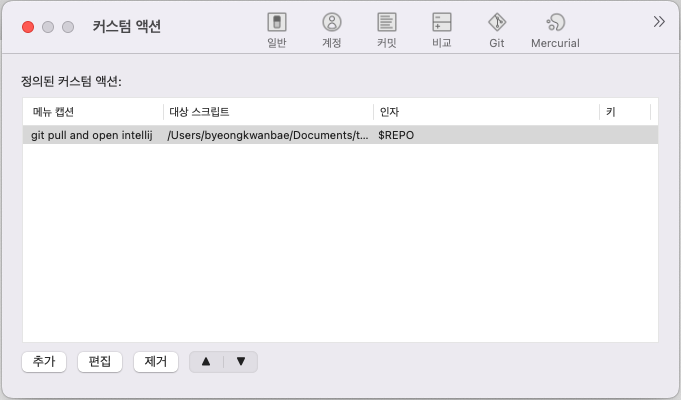 커스텀 액션
일반 계정 커밋 비교 Git Mercurial
정의된 커스텀 액션:
메뉴 캡션 대상 스크립트 인자 키
git pull and open intellij /Users/byeongkwanbae/Documents/t... $REPO
추가 편집 제거